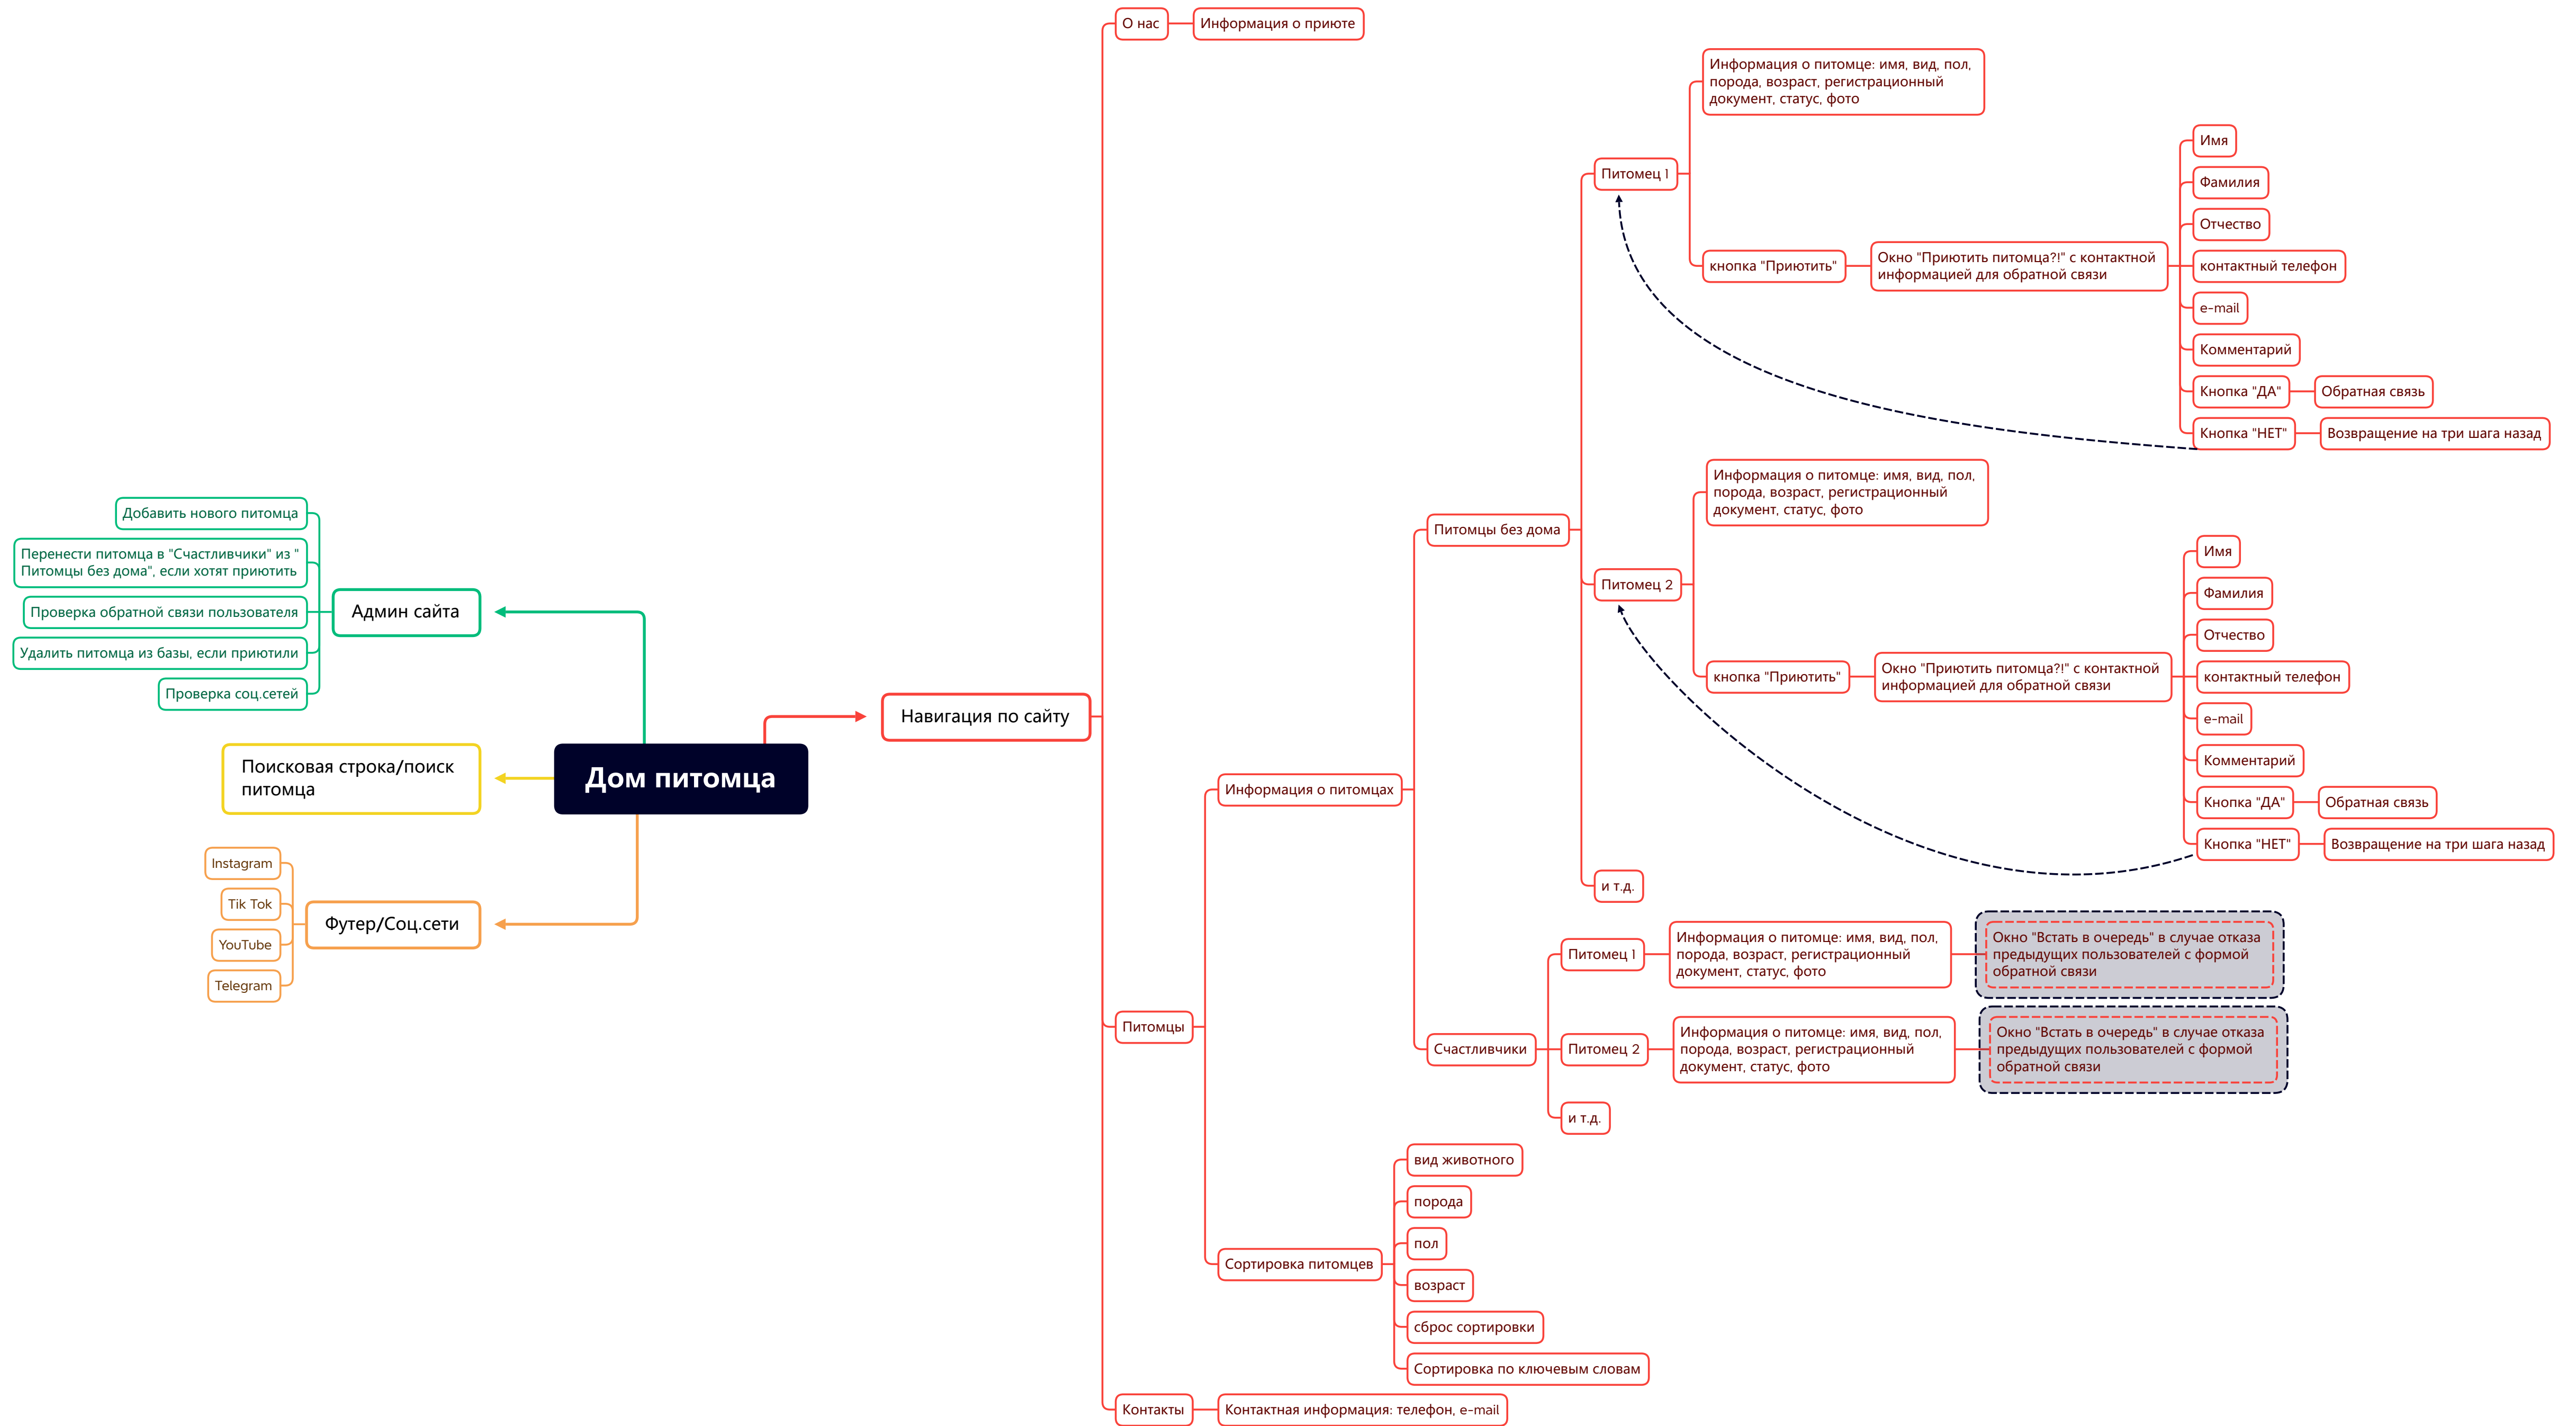 Дом питомца
Админ сайта
Добавить нового питомца
Перенести питомца в "Счастливчики" из "
Питомцы без дома", если хотят приютить
Проверка обратной связи пользователя
Удалить питомца из базы, если приютили
Проверка соц.сетей
Поисковая строка/поиск
питомца
Футер/Соц.сети
Instagram
Tik Tok
YouTube
Telegram
Навигация по сайту
О нас
Информация о приюте
Питомцы
Информация о питомцах
Питомцы без дома
Питомец 1
Информация о питомце: имя, вид, пол,
порода, возраст, регистрационный
документ, статус, фото
кнопка "Приютить"
Окно "Приютить питомца?!" с контактной
информацией для обратной связи
Имя
Фамилия
Отчество
контактный телефон
e-mail
Комментарий
Кнопка "ДА"
Обратная связь
Кнопка "НЕТ"
Возвращение на три шага назад
Питомец 2
Информация о питомце: имя, вид, пол,
порода, возраст, регистрационный
документ, статус, фото
кнопка "Приютить"
Окно "Приютить питомца?!" с контактной
информацией для обратной связи
Имя
Фамилия
Отчество
контактный телефон
e-mail
Комментарий
Кнопка "ДА"
Обратная связь
Кнопка "НЕТ"
Возвращение на три шага назад
и т.д.
Счастливчики
Питомец 1
Информация о питомце: имя, вид, пол,
порода, возраст, регистрационный
документ, статус, фото
Окно "Встать в очередь" в случае отказа
предыдущих пользователей с формой
обратной связи
Питомец 2
Информация о питомце: имя, вид, пол,
порода, возраст, регистрационный
документ, статус, фото
Окно "Встать в очередь" в случае отказа
предыдущих пользователей с формой
обратной связи
и т.д.
Сортировка питомцев
вид животного
порода
пол
возраст
сброс сортировки
Сортировка по ключевым словам
Контакты
Контактная информация: телефон, e-mail